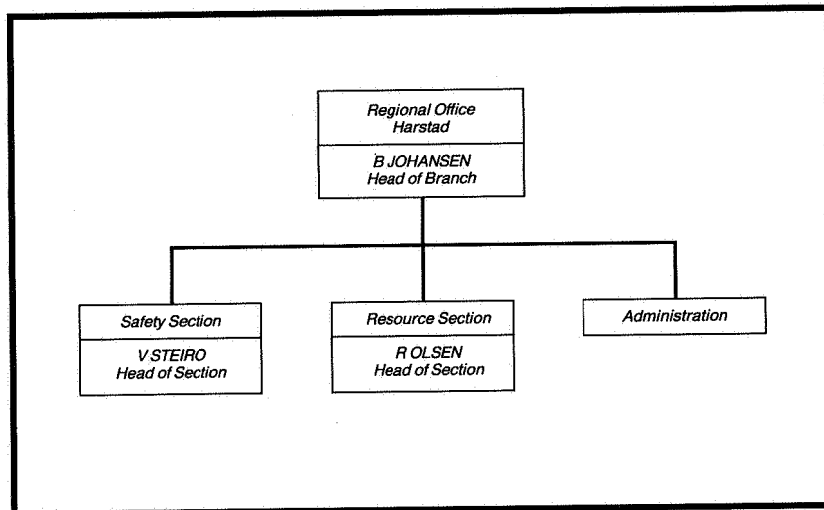 Regional Office
Harstad
B JOHANSEN
Head of Branch
Safety Section
V STEIRO
Head of Section
Resource Section
R OLSEN
Head of Section
Administration